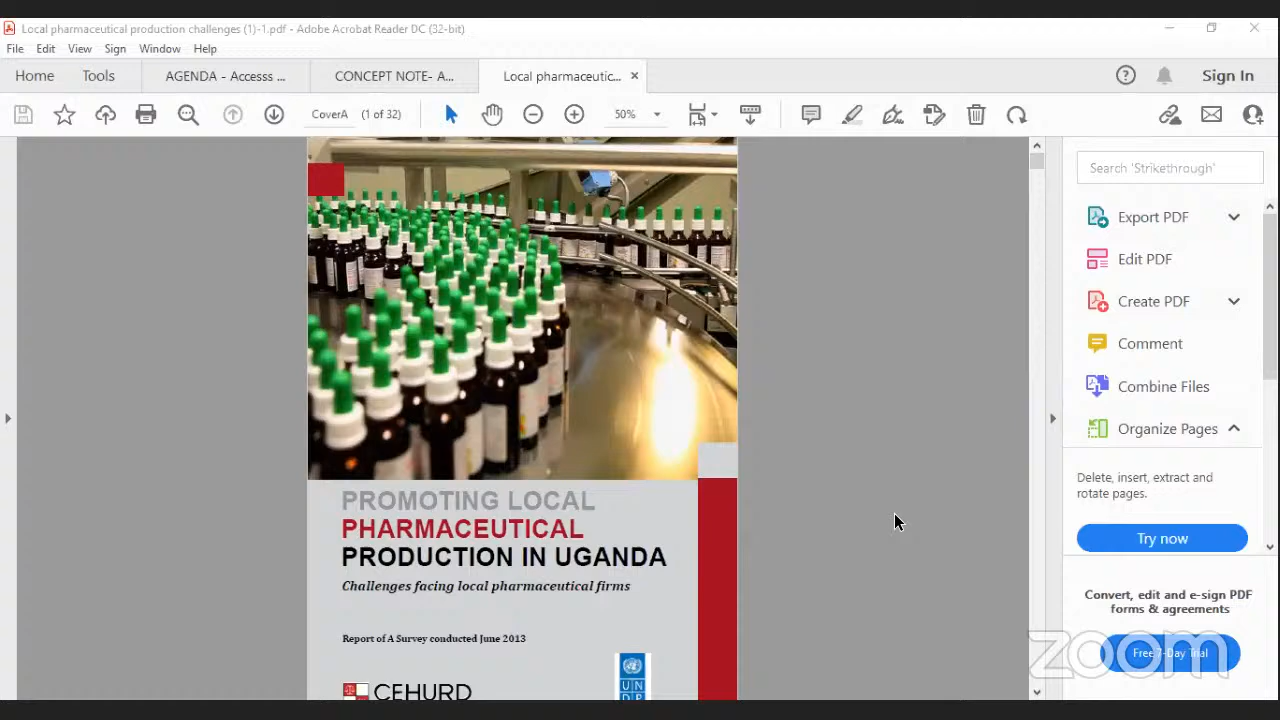 Local pharmaceutical production challenges (1)-1.pdf - Adobe Acrobat Reader DC (32-bit)
File Edit View Sign Window Help
Home Tools AGENDA - Accesss ... CONCEPT NOTE- A... Local pharmaceutic... × Sign In
CoverA (1 of 32) 50%
Search 'Strikethrough'
Export PDF
Edit PDF
Create PDF
Comment
Combine Files
Organize Pages
Delete, insert, extract and
rotate pages.
Try now
Convert, edit and e-sign PDF
forms & agreements
Free 7-Day Trial
zoom
PROMOTING LOCAL
PHARMACEUTICAL
PRODUCTION IN UGANDA
Challenges facing local pharmaceutical firms
Report of A Survey conducted June 2013
CEHURD
U N
D P